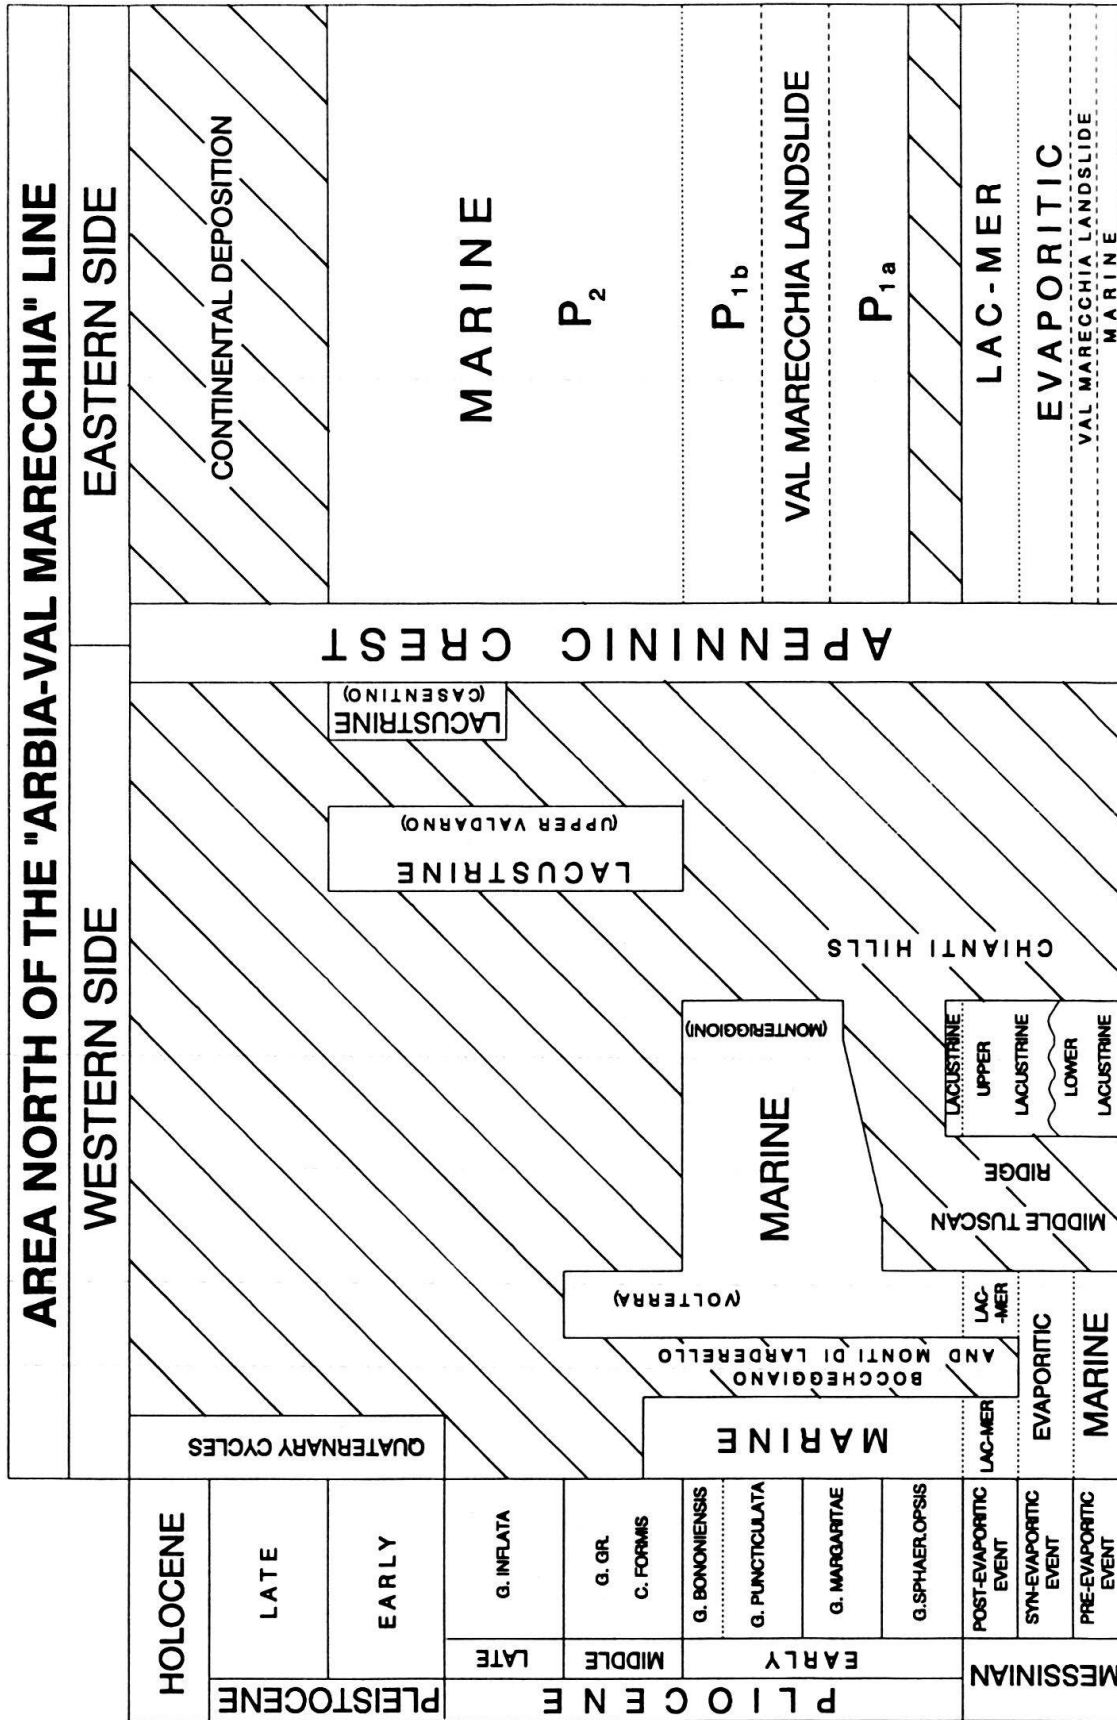 AREA NORTH OF THE "ARBIA-VAL MARECCHIA" LINE
WESTERN SIDE
EASTERN SIDE
HOLOCENE
PLEISTOCENE
LATE
EARLY
PLIOCENE
LATE
G. INFLATA
MIDDLE
G. GR.
C. FORMIS
EARLY
G. BONONIENSIS
G. PUNCTICULATA
G. MARGARITAE
G.SPHAER.OPSIS
MESSINIAN
POST-EVAPORITIC
EVENT
SYN-EVAPORITIC
EVENT
PRE-EVAPORITIC
EVENT
QUATERNARY CYCLES
MARINE
LAC-MER
EVAPORITIC
MARINE
BOCCHEGGIANO
AND MONTI DI LARDERELLO
(VOLTERRA)
LAC-
-MER
MARINE
(MONTERIGGIONI)
MIDDLE TUSCAN
RIDGE
LACUSTRINE
UPPER
LACUSTRINE
LOWER
LACUSTRINE
CHIANTI HILLS
LACUSTRINE
(UPPER VALDARNO)
LACUSTRINE
(CASENTINO)
APENNINIC CREST
CONTINENTAL DEPOSITION
MARINE
P2
P1b
VAL MARECCHIA LANDSLIDE
P1a
LAC-MER
EVAPORITIC
VAL MARECCHIA LANDSLIDE
MARINE